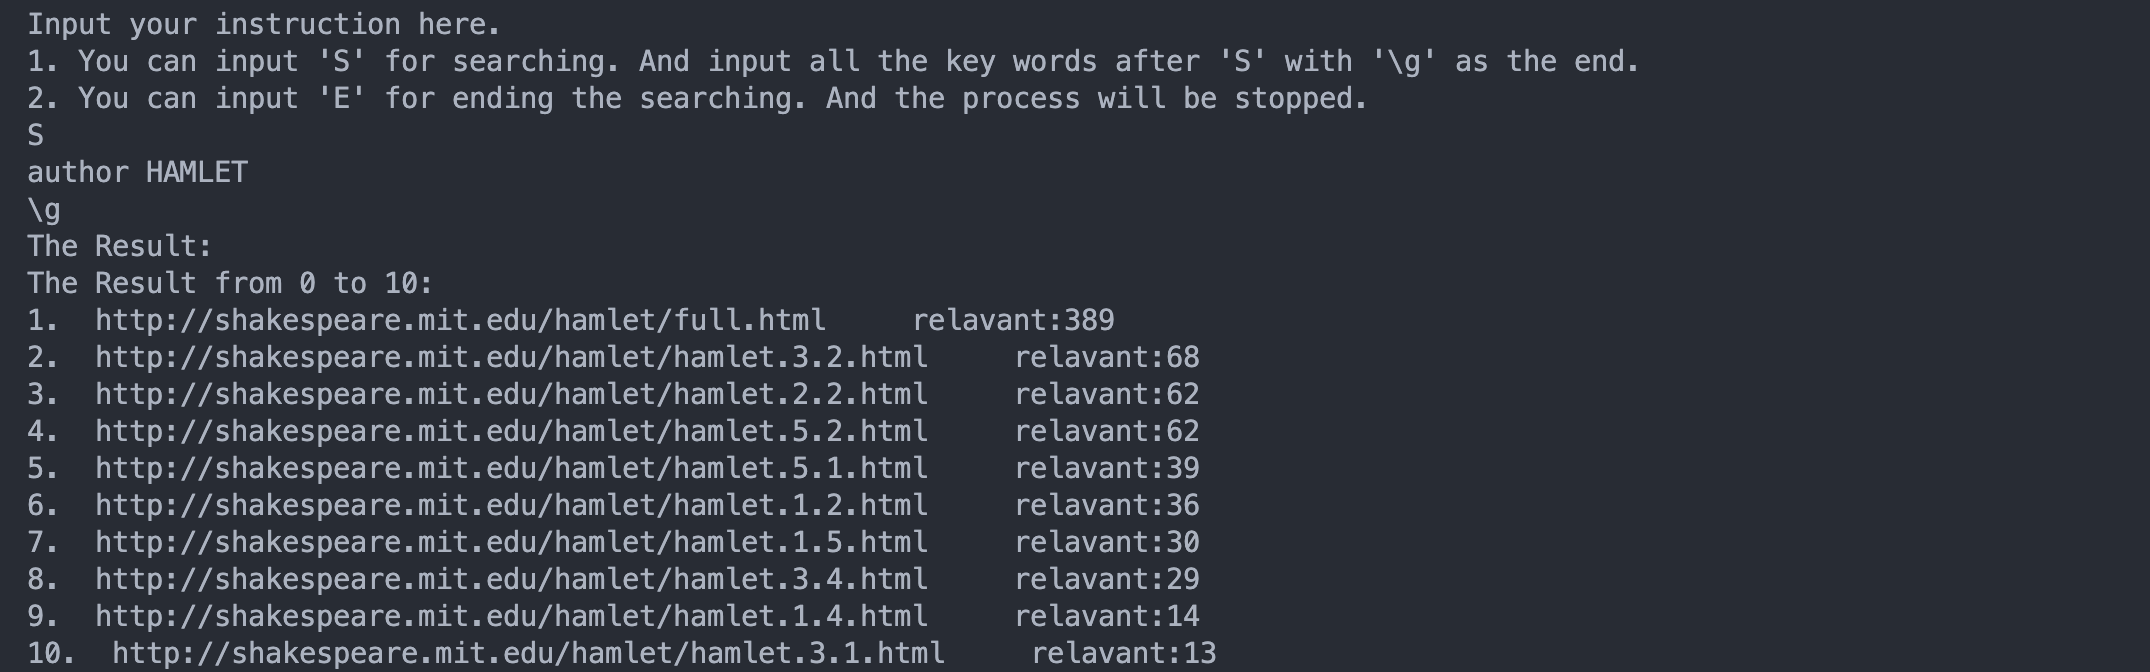 Input your instruction here.
1. You can input 'S' for searching. And input all the key words after 'S' with '\g' as the end.
2. You can input 'E' for ending the searching. And the process will be stopped.
S
author HAMLET
\g
The Result:
The Result from 0 to 10:
1.  http://shakespeare.mit.edu/hamlet/full.html     relavant:389
2.  http://shakespeare.mit.edu/hamlet/hamlet.3.2.html     relavant:68
3.  http://shakespeare.mit.edu/hamlet/hamlet.2.2.html     relavant:62
4.  http://shakespeare.mit.edu/hamlet/hamlet.5.2.html     relavant:62
5.  http://shakespeare.mit.edu/hamlet/hamlet.5.1.html     relavant:39
6.  http://shakespeare.mit.edu/hamlet/hamlet.1.2.html     relavant:36
7.  http://shakespeare.mit.edu/hamlet/hamlet.1.5.html     relavant:30
8.  http://shakespeare.mit.edu/hamlet/hamlet.3.4.html     relavant:29
9.  http://shakespeare.mit.edu/hamlet/hamlet.1.4.html     relavant:14
10.  http://shakespeare.mit.edu/hamlet/hamlet.3.1.html     relavant:13